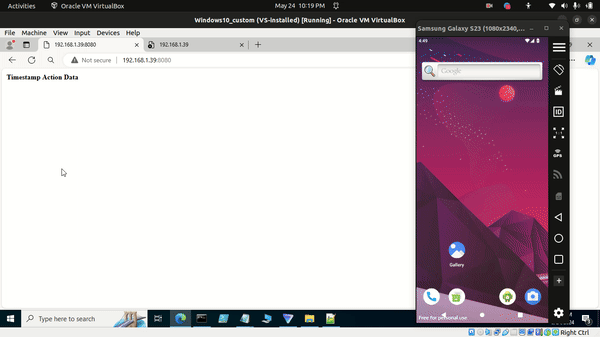 Activities
Oracle VM VirtualBox
May 24 10:19 PM
Windows10_custom (VS-installed) [Running] - Oracle VM VirtualBox
File Machine View Input Devices Help
192.168.1.39:8080
192.168.1.39
Not secure
192.168.1.39:8080
Timestamp Action Data
Samsung Galaxy S23 (1080x2340,...
4:49
Google
ID
1:1
GPS
Gallery
Free for personal use
Type here to search
Right Ctrl